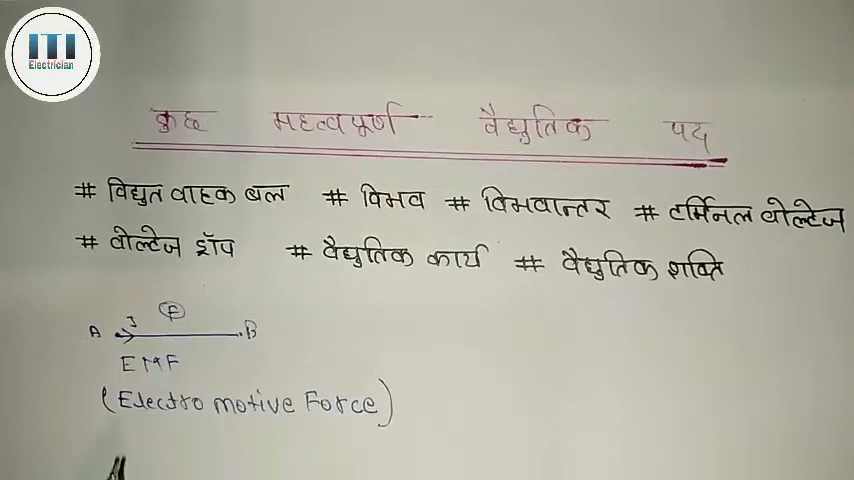 ITI
Electrician
कुछ महत्वपूर्ण वैद्युतिक पद
# विद्युत वाहक बल # विभव # विभवान्तर # टर्मिनल वोल्टेज
# वोल्टेज ड्रॉप # वैद्युतिक कार्य # वैद्युतिक शक्ति
E
A I B
EMF
(Electro motive Force)